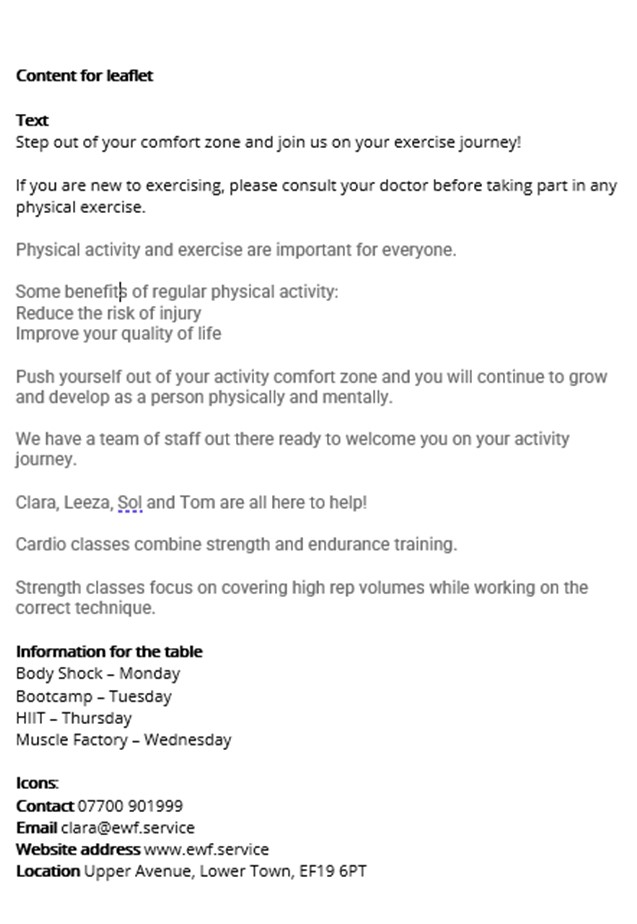 Content for leaflet
Text
Step out of your comfort zone and join us on your exercise journey!
If you are new to exercising, please consult your doctor before taking part in any
physical exercise.
Physical activity and exercise are important for everyone.
Some benefits of regular physical activity:
Reduce the risk of injury
Improve your quality of life
Push yourself out of your activity comfort zone and you will continue to grow
and develop as a person physically and mentally.
We have a team of staff out there ready to welcome you on your activity
journey.
Clara, Leeza, Sol and Tom are all here to help!
Cardio classes combine strength and endurance training.
Strength classes focus on covering high rep volumes while working on the
correct technique.
Information for the table
Body Shock – Monday
Bootcamp – Tuesday
HIIT – Thursday
Muscle Factory – Wednesday
Icons:
Contact 07700 901999
Email clara@ewf.service
Website address www.ewf.service
Location Upper Avenue, Lower Town, EF19 6PT